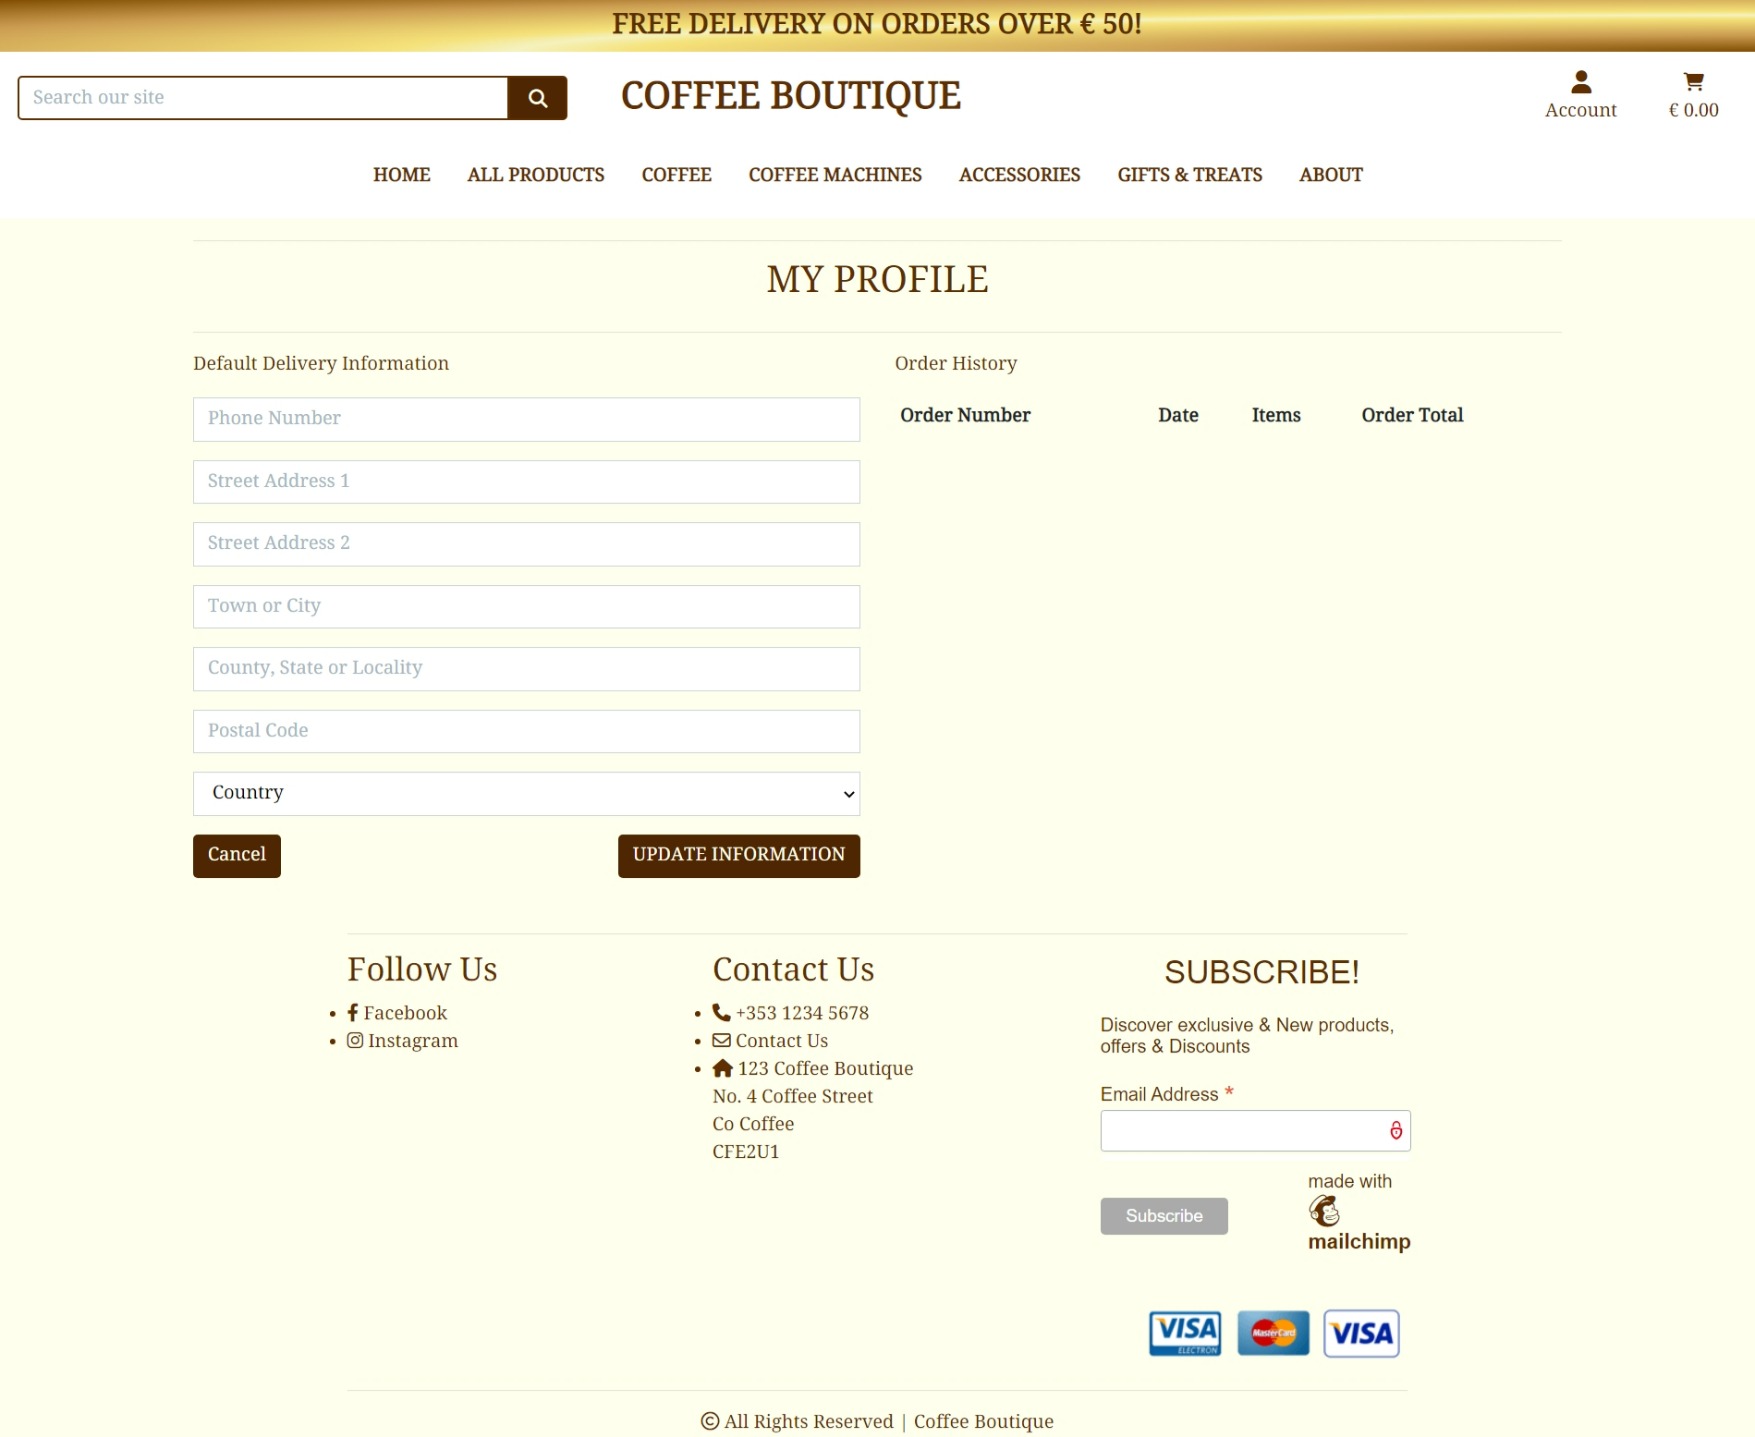 FREE DELIVERY ON ORDERS OVER € 50!
Search our site
COFFEE BOUTIQUE
Account
€ 0.00
HOME
ALL PRODUCTS
COFFEE
COFFEE MACHINES
ACCESSORIES
GIFTS & TREATS
ABOUT
MY PROFILE
Default Delivery Information
Phone Number
Street Address 1
Street Address 2
Town or City
County, State or Locality
Postal Code
Country
Cancel
UPDATE INFORMATION
Order History
Order Number
Date
Items
Order Total
Follow Us
Facebook
Instagram
Contact Us
+353 1234 5678
Contact Us
123 Coffee Boutique
No. 4 Coffee Street
Co Coffee
CFE2U1
SUBSCRIBE!
Discover exclusive & New products,
offers & Discounts
Email Address *
Subscribe
made with
mailchimp
VISA
ELECTRON
MasterCard
VISA
© All Rights Reserved | Coffee Boutique